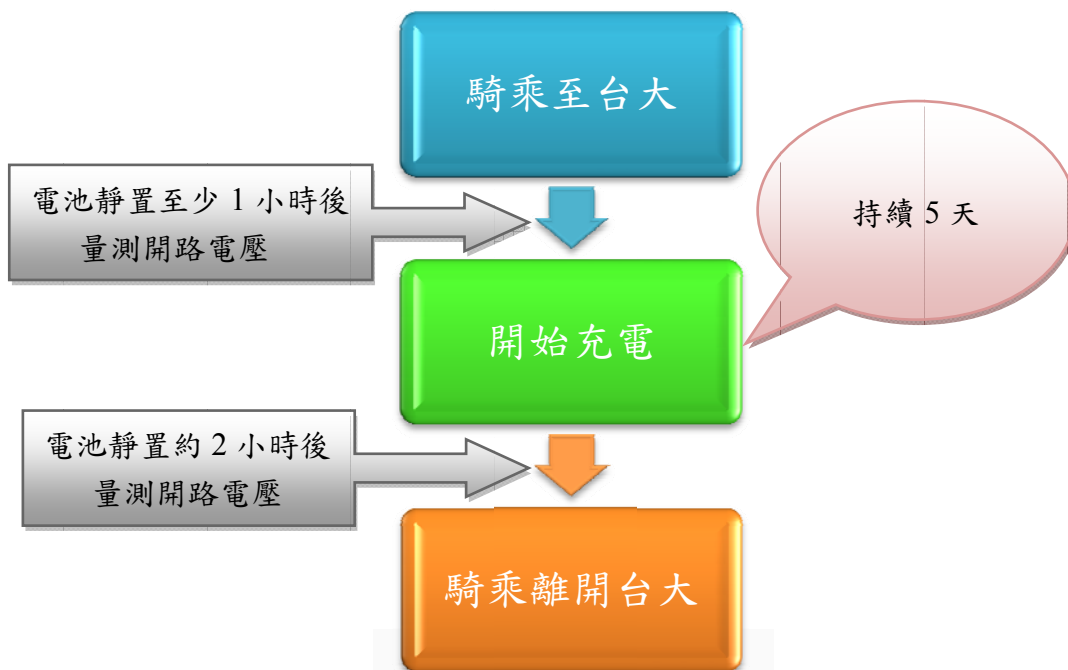 騎乘至台大
電池靜置至少 1 小時後
量測開路電壓
持續 5 天
開始充電
電池靜置約 2 小時後
量測開路電壓
騎乘離開台大